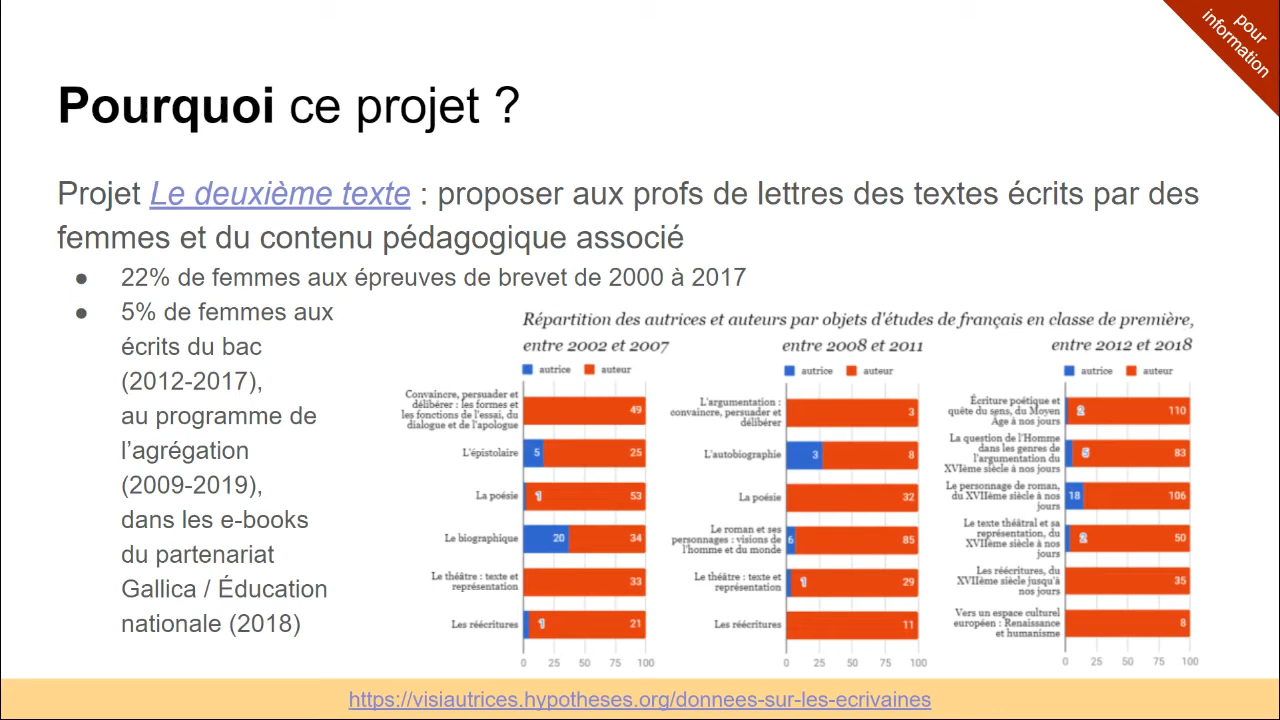 pour
information
Pourquoi ce projet ?
Projet Le deuxième texte : proposer aux profs de lettres des textes écrits par des
femmes et du contenu pédagogique associé
● 22% de femmes aux épreuves de brevet de 2000 à 2017
● 5% de femmes aux
écrits du bac
(2012-2017),
au programme de
l’agrégation
(2009-2019),
dans les e-books
du partenariat
Gallica / Éducation
nationale (2018)
Répartition des autrices et auteurs par objets d'études de français en classe de première,
entre 2002 et 2007
autrice auteur
Convaincre, persuader et
délibérer : les formes et
les fonctions de l'essai, du
dialogue et de l'apologue
49
L'épistolaire
5 25
La poésie
1 53
Le biographique
20 34
Le théâtre : texte et
représentation
33
Les réécritures
1 21
0 25 50 75 100
entre 2008 et 2011
autrice auteur
L'argumentation :
convaincre, persuader et
délibérer
3
L'autobiographie
3 8
La poésie
32
Le roman et ses
personnages : visions de
l'homme et du monde
6 85
Le théâtre : texte et
représentation
1 29
Les réécritures
11
0 25 50 75 100
entre 2012 et 2018
autrice auteur
Écriture poétique et
quête du sens, du Moyen
Age à nos jours
2 110
La question de l'Homme
dans les genres de
l'argumentation du
XVIème siècle à nos jours
5 83
Le personnage de roman,
du XVIIème siècle à nos
jours
18 106
Le texte théâtral et sa
représentation, du
XVIIème siècle à nos
jours
2 50
Les réécritures, du
XVIIème siècle jusqu'à
nos jours
35
Vers un espace culturel
européen : Renaissance
et humanisme
8
0 25 50 75 100
https://visiautrices.hypotheses.org/donnees-sur-les-ecrivaines